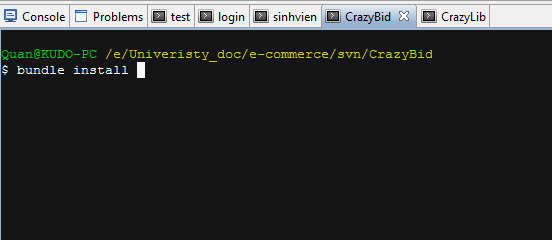 Console Problems test login sinhvien CrazyBid CrazyLib
Quan@KUDO-PC /e/Univeristy_doc/e-commerce/svn/CrazyBid
$ bundle install